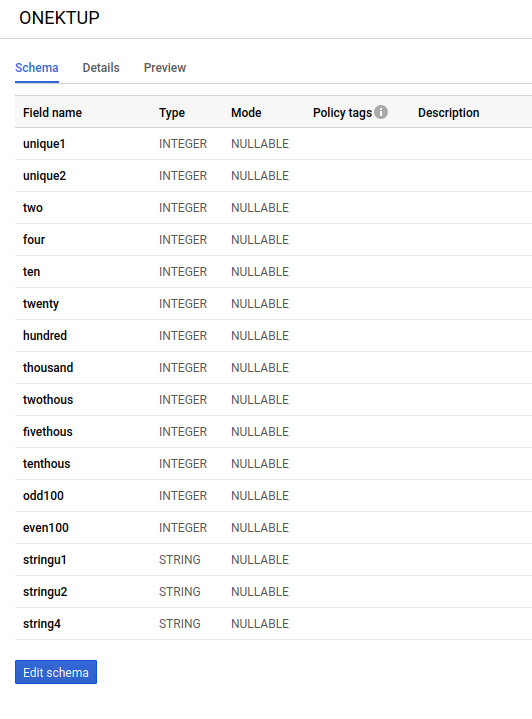 ONEKTUP
Schema Details Preview
Field name Type Mode Policy tags Description
unique1 INTEGER NULLABLE
unique2 INTEGER NULLABLE
two INTEGER NULLABLE
four INTEGER NULLABLE
ten INTEGER NULLABLE
twenty INTEGER NULLABLE
hundred INTEGER NULLABLE
thousand INTEGER NULLABLE
twothous INTEGER NULLABLE
fivethous INTEGER NULLABLE
tenthous INTEGER NULLABLE
odd100 INTEGER NULLABLE
even100 INTEGER NULLABLE
stringu1 STRING NULLABLE
stringu2 STRING NULLABLE
string4 STRING NULLABLE
Edit schema